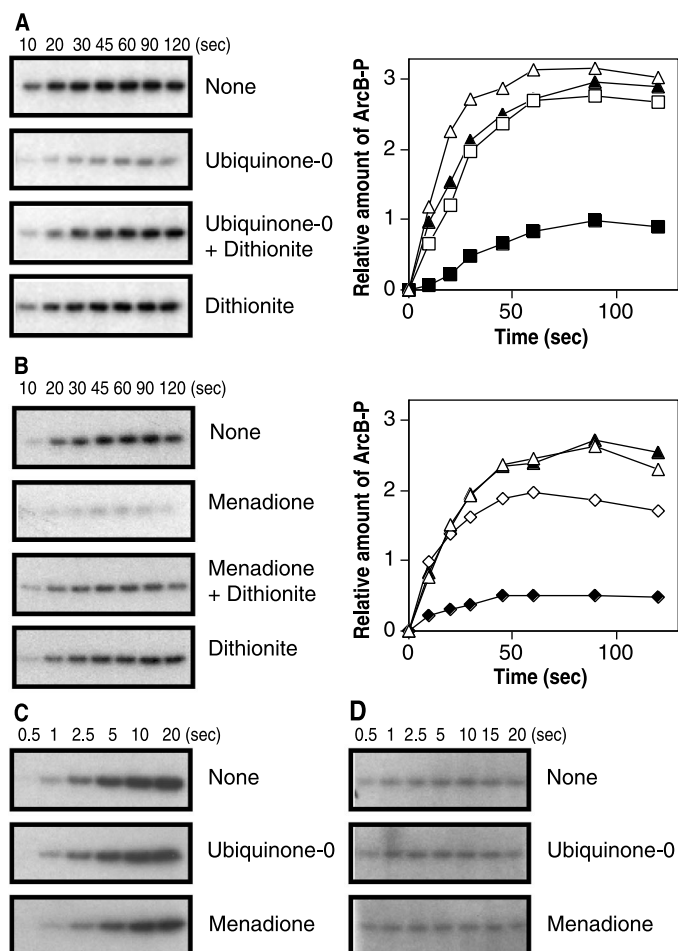 A
10 20 30 45 60 90 120 (sec)
None
Ubiquinone-0
Ubiquinone-0
+ Dithionite
Dithionite
Relative amount of ArcB-P
3
2
1
0
0 50 100
Time (sec)
B
10 20 30 45 60 90 120 (sec)
None
Menadione
Menadione
+ Dithionite
Dithionite
Relative amount of ArcB-P
3
2
1
0
0 50 100
Time (sec)
C
0.5 1 2.5 5 10 20 (sec)
None
Ubiquinone-0
Menadione
D
0.5 1 2.5 5 10 15 20 (sec)
None
Ubiquinone-0
Menadione